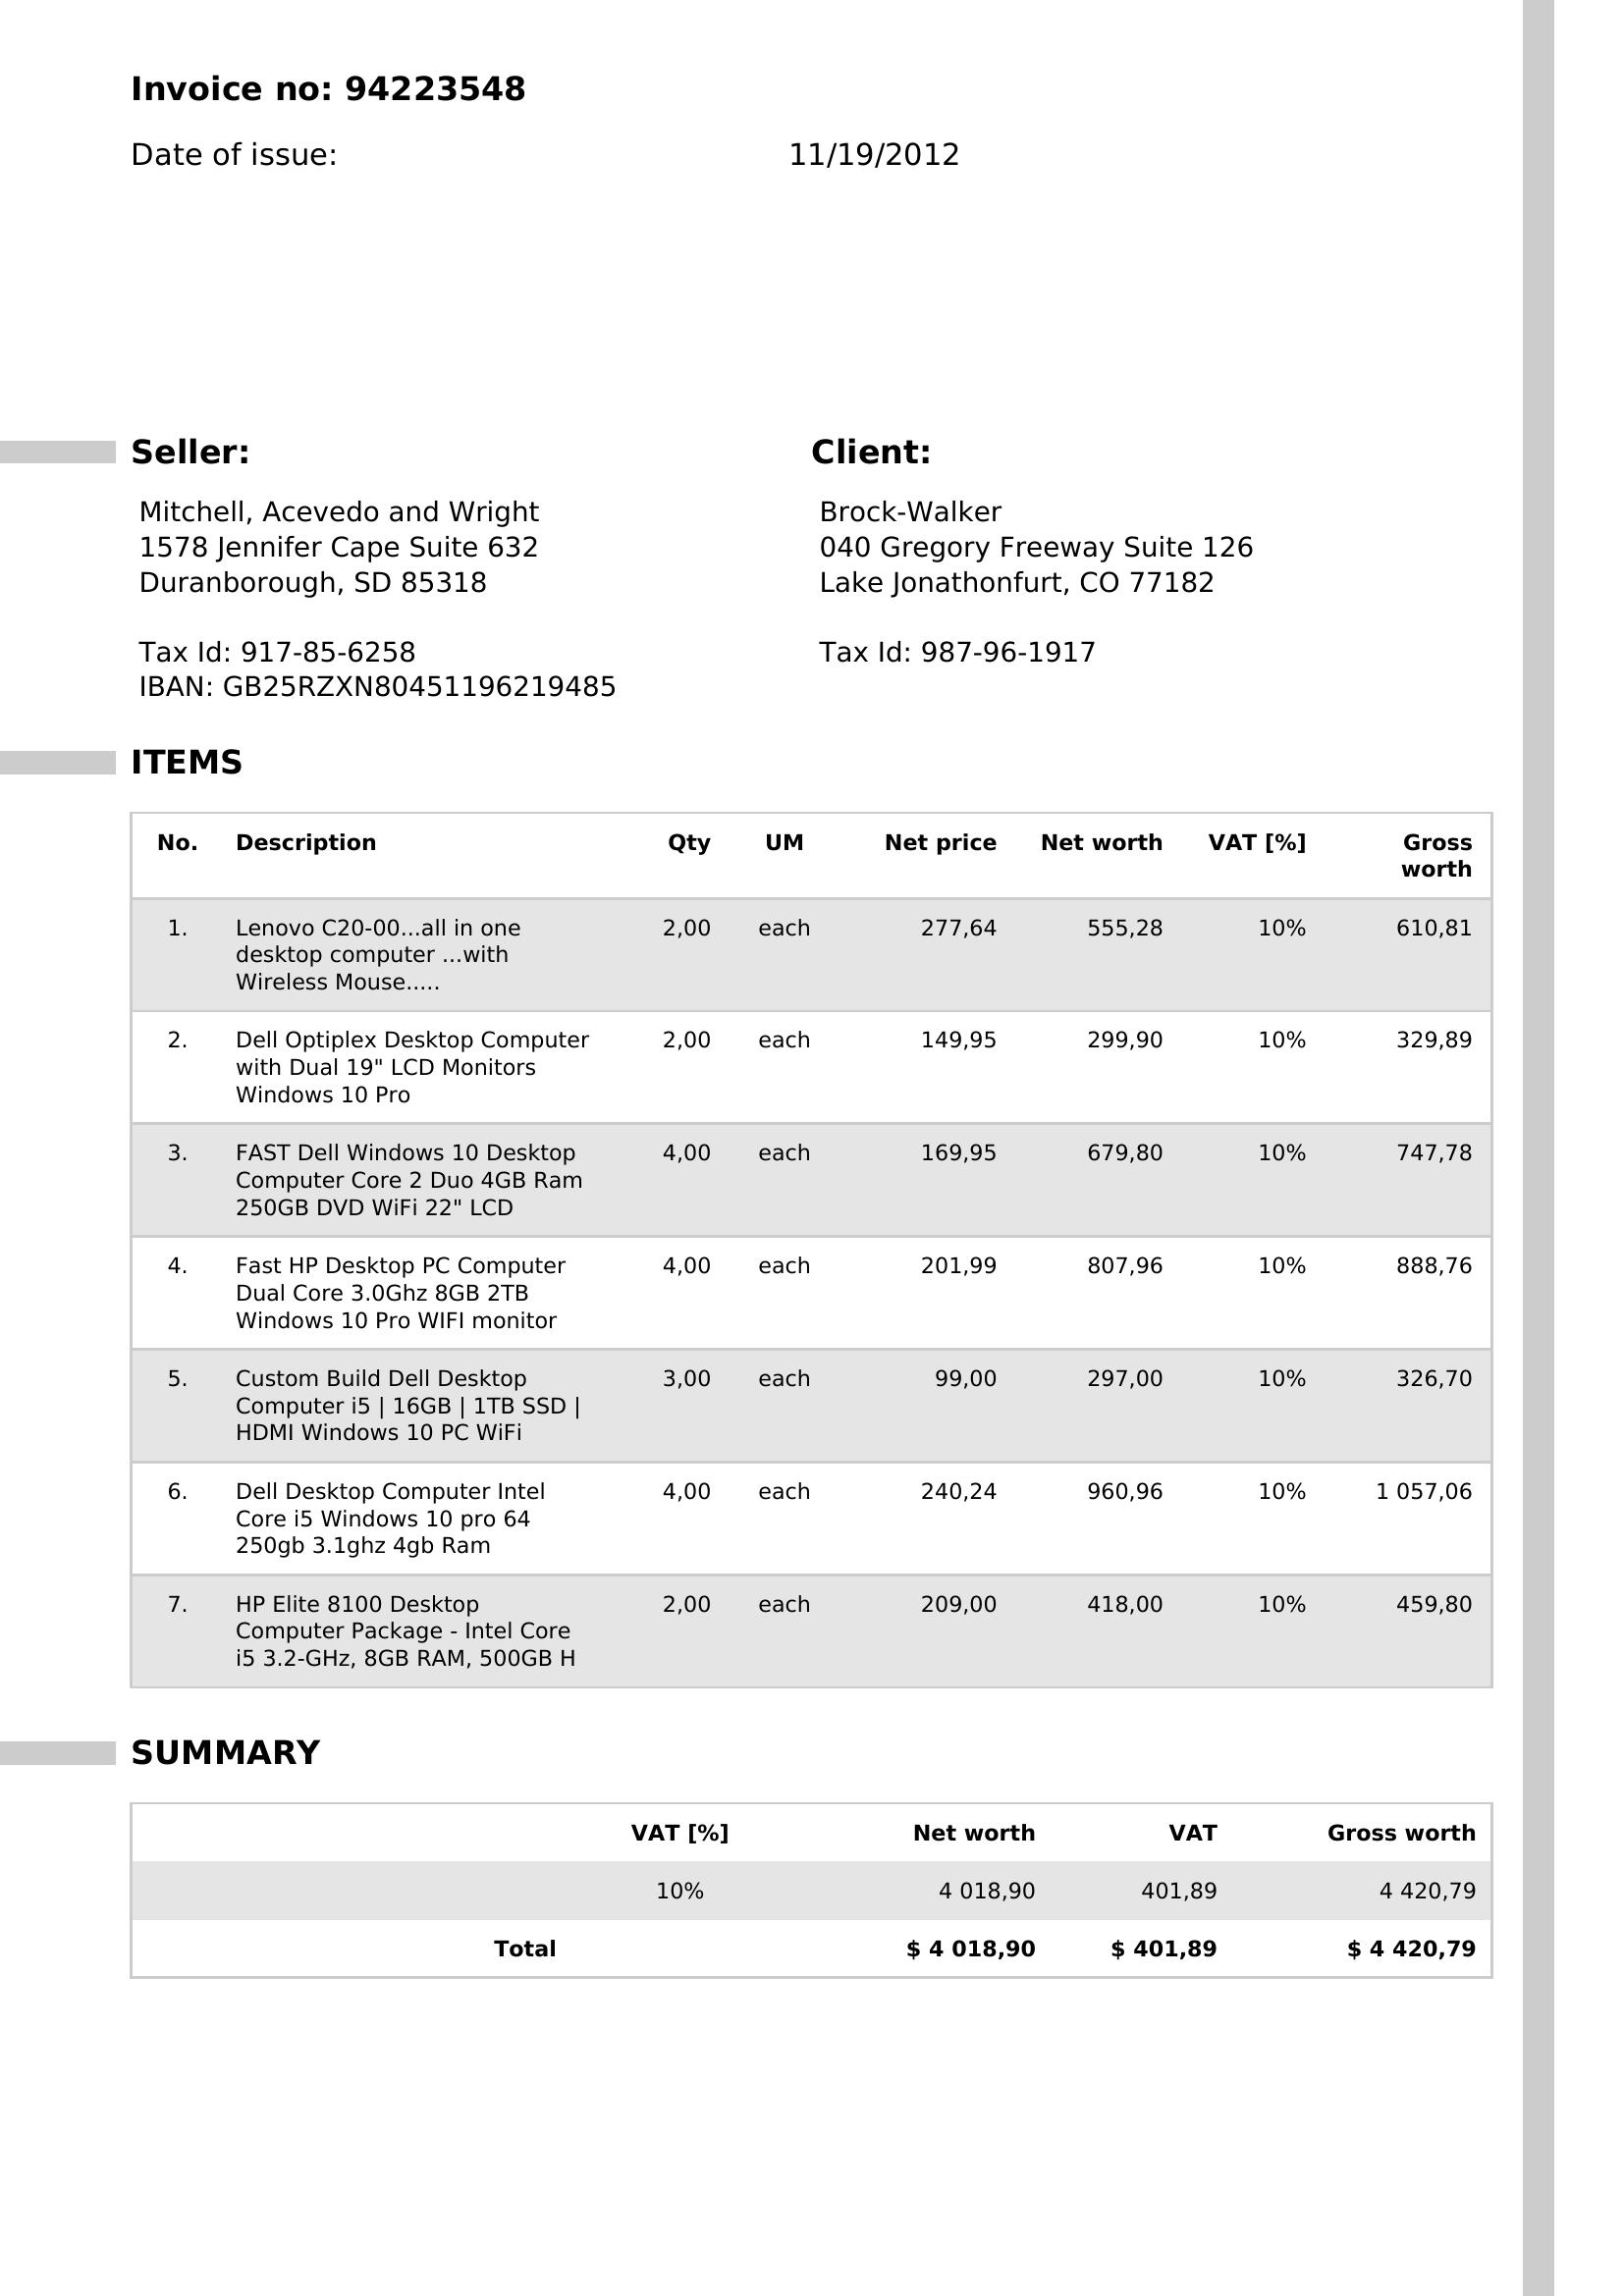 Invoice no: 94223548
Date of issue: 11/19/2012
Seller: Client:
Mitchell, Acevedo and Wright Brock-Walker
1578 Jennifer Cape Suite 632 040 Gregory Freeway Suite 126
Duranborough, SD 85318 Lake Jonathonfurt, CO 77182
Tax Id: 917-85-6258 Tax Id: 987-96-1917
IBAN: GB25RZXN80451196219485
ITEMS
No. Description Qty UM Net price Net worth VAT [%] Gross
worth
1. Lenovo C20-00...all in one 2,00 each 277,64 555,28 10% 610,81
desktop computer ...with
Wireless Mouse.....
2. Dell Optiplex Desktop Computer 2,00 each 149,95 299,90 10% 329,89
with Dual 19" LCD Monitors
Windows 10 Pro
3. FAST Dell Windows 10 Desktop 4,00 each 169,95 679,80 10% 747,78
Computer Core 2 Duo 4GB Ram
250GB DVD WiFi 22" LCD
4. Fast HP Desktop PC Computer 4,00 each 201,99 807,96 10% 888,76
Dual Core 3.0Ghz 8GB 2TB
Windows 10 Pro WIFI monitor
5. Custom Build Dell Desktop 3,00 each 99,00 297,00 10% 326,70
Computer i5 | 16GB | 1TB SSD |
HDMI Windows 10 PC WiFi
6. Dell Desktop Computer Intel 4,00 each 240,24 960,96 10% 1 057,06
Core i5 Windows 10 pro 64
250gb 3.1ghz 4gb Ram
7. HP Elite 8100 Desktop 2,00 each 209,00 418,00 10% 459,80
Computer Package - Intel Core
i5 3.2-GHz, 8GB RAM, 500GB H
SUMMARY
VAT [%] Net worth VAT Gross worth
10% 4 018,90 401,89 4 420,79
Total $ 4 018,90 $ 401,89 $ 4 420,79